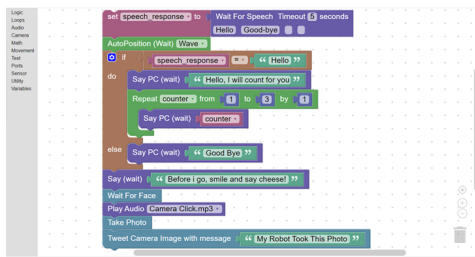 Logic
Loops
Audio
Camera
Math
Movement
Text
Ports
Sensor
Utility
Variables
set speech_response to Wait For Speech Timeout 5 seconds
Hello Good-bye
AutoPosition (Wait) Wave
if speech_response = “ Hello ”
do Say PC (wait) “ Hello, I will count for you ”
Repeat counter from 1 to 3 by 1
Say PC (wait) counter
else Say PC (wait) “ Good Bye ”
Say (wait) “ Before i go, smile and say cheese! ”
Wait For Face
Play Audio Camera Click.mp3
Take Photo
Tweet Camera Image with message “ My Robot Took This Photo ”